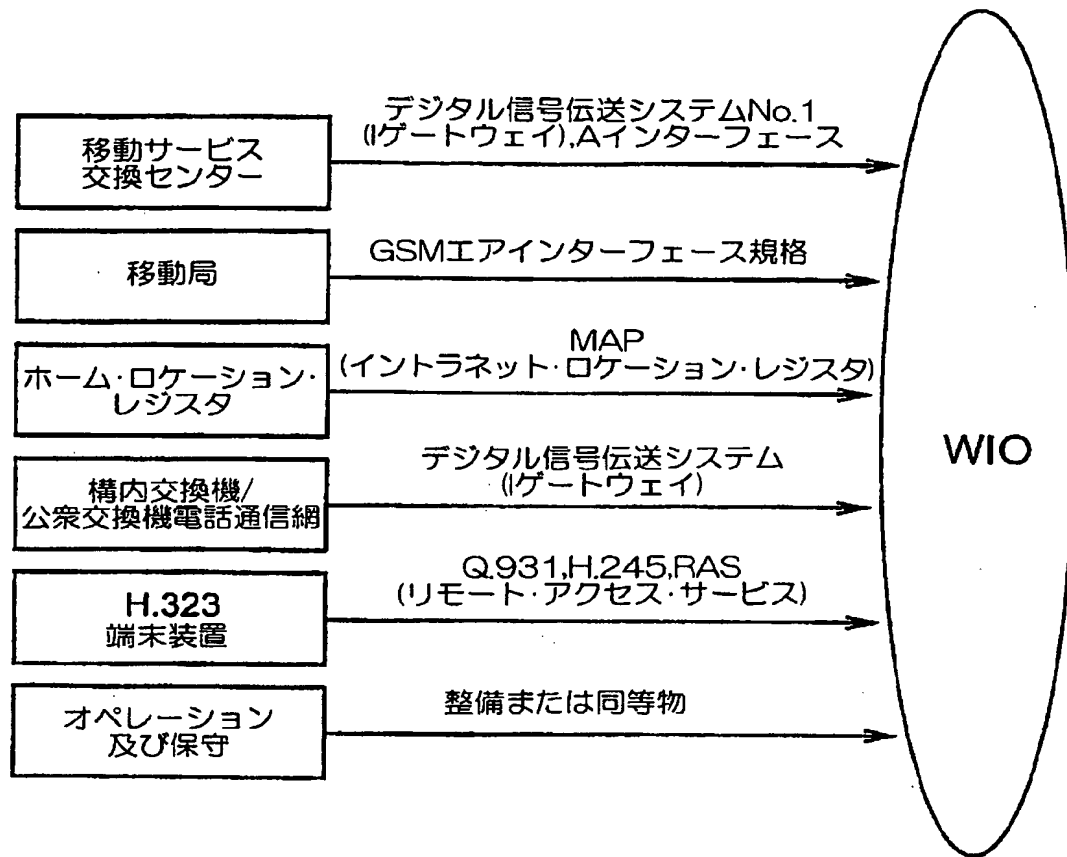 デジタル信号伝送システムNo.1
(Iゲートウェイ),Aインターフェース
移動サービス
交換センター
GSMエアインターフェース規格
移動局
MAP
(イントラネット·ロケーション·レジスタ)
ホーム·ロケーション·
レジスタ
WIO
デジタル信号伝送システム
(Iゲートウェイ)
構内交換機/
公衆交換機電話通信網
Q.931,H.245,RAS
(リモート·アクセス·サービス)
H.323
端末装置
整備または同等物
オペレーション
及び保守